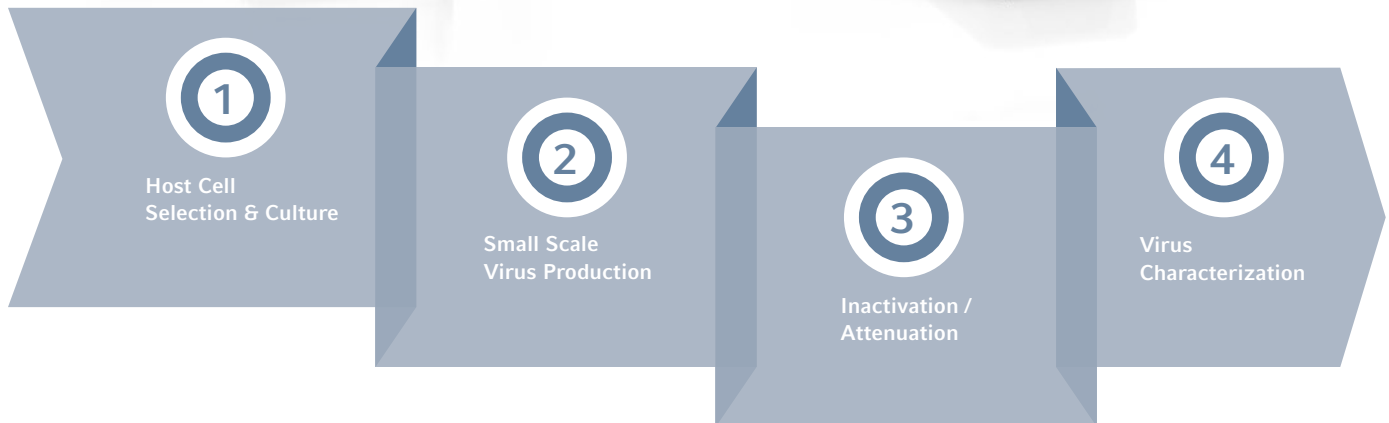 1
Host Cell
Selection & Culture
2
Small Scale
Virus Production
3
Inactivation /
Attenuation
4
Virus
Characterization